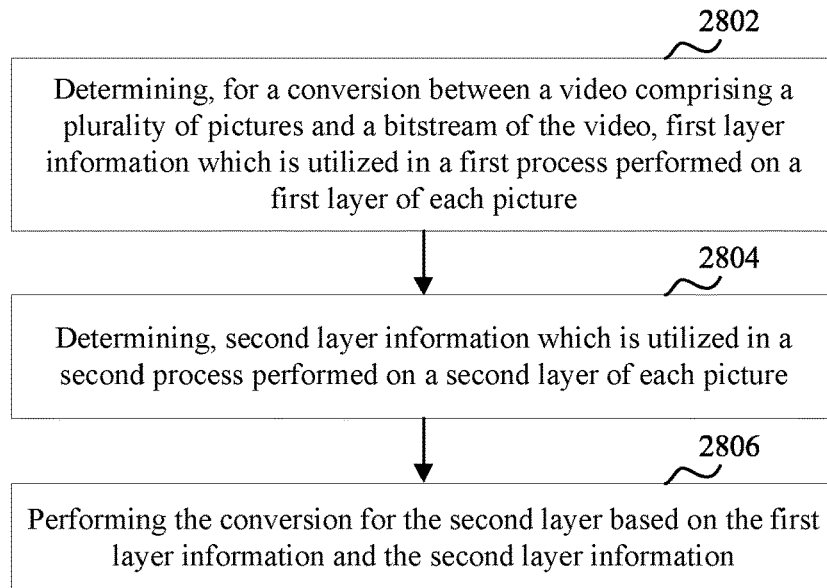 2802
Determining, for a conversion between a video comprising a
plurality of pictures and a bitstream of the video, first layer
information which is utilized in a first process performed on a
first layer of each picture
2804
Determining, second layer information which is utilized in a
second process performed on a second layer of each picture
2806
Performing the conversion for the second layer based on the first
layer information and the second layer information